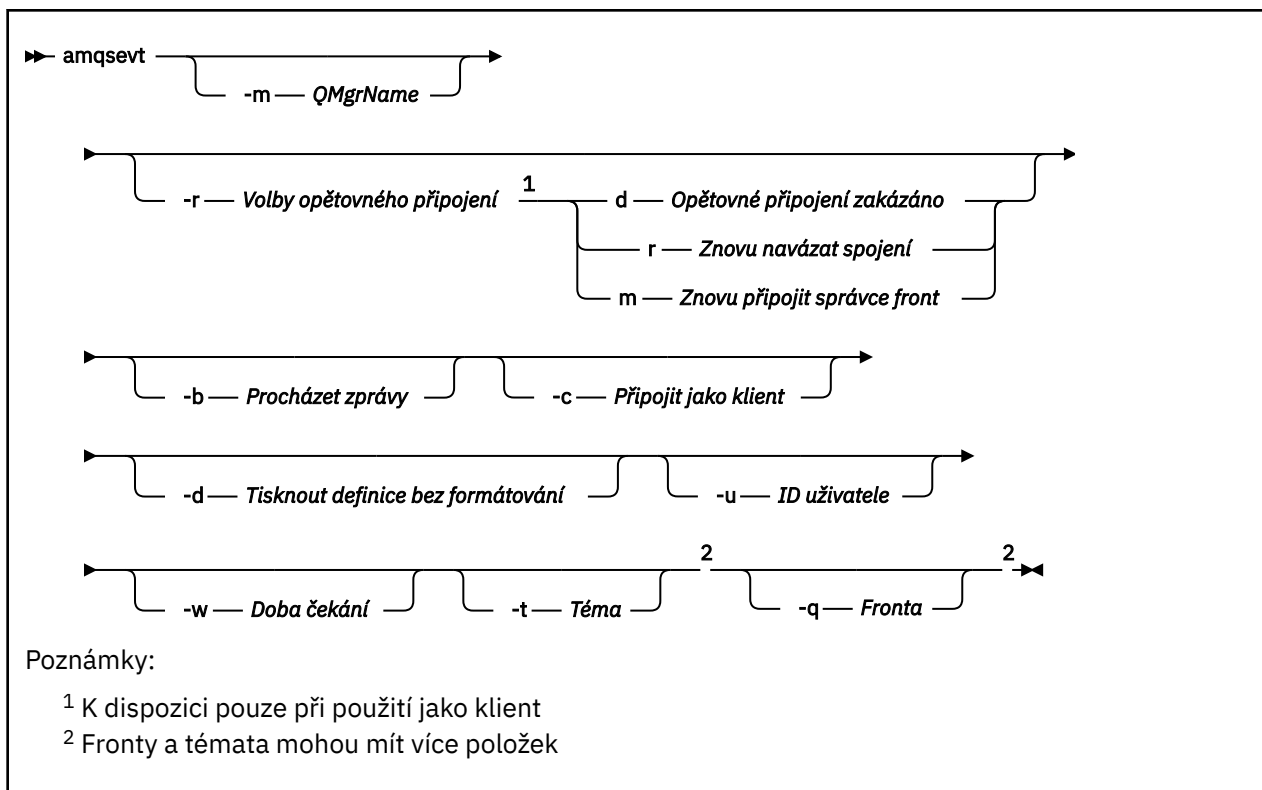 amqsevt -m QMgrName
-r Volby opětovného připojení 1 d Opětovné připojení zakázáno
r Znovu navázat spojení
m Znovu připojit správce front
-b Procházet zprávy -c Připojit jako klient
-d Tisknout definice bez formátování -u ID uživatele
-w Doba čekání -t Téma 2 -q Fronta 2
Poznámky:
1 K dispozici pouze při použití jako klient
2 Fronty a témata mohou mít více položek